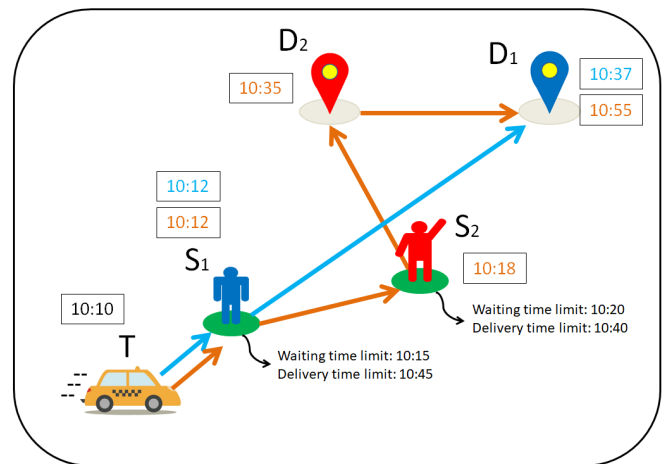 D2
D1
10:35
10:37
10:55
10:12
10:12
S1
S2
10:18
10:10
T
Waiting time limit: 10:20
Delivery time limit: 10:40
Waiting time limit: 10:15
Delivery time limit: 10:45